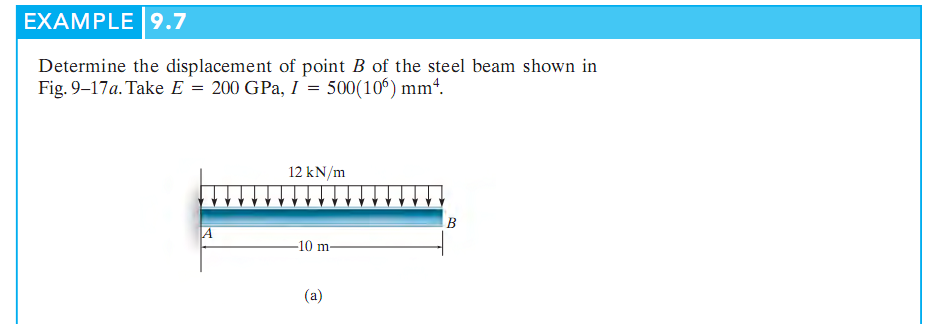 EXAMPLE 9.7
Determine the displacement of point B of the steel beam shown in
Fig. 9–17a. Take E = 200 GPa, I = 500(10⁶) mm⁴.
12 kN/m
B
A
10 m
(a)